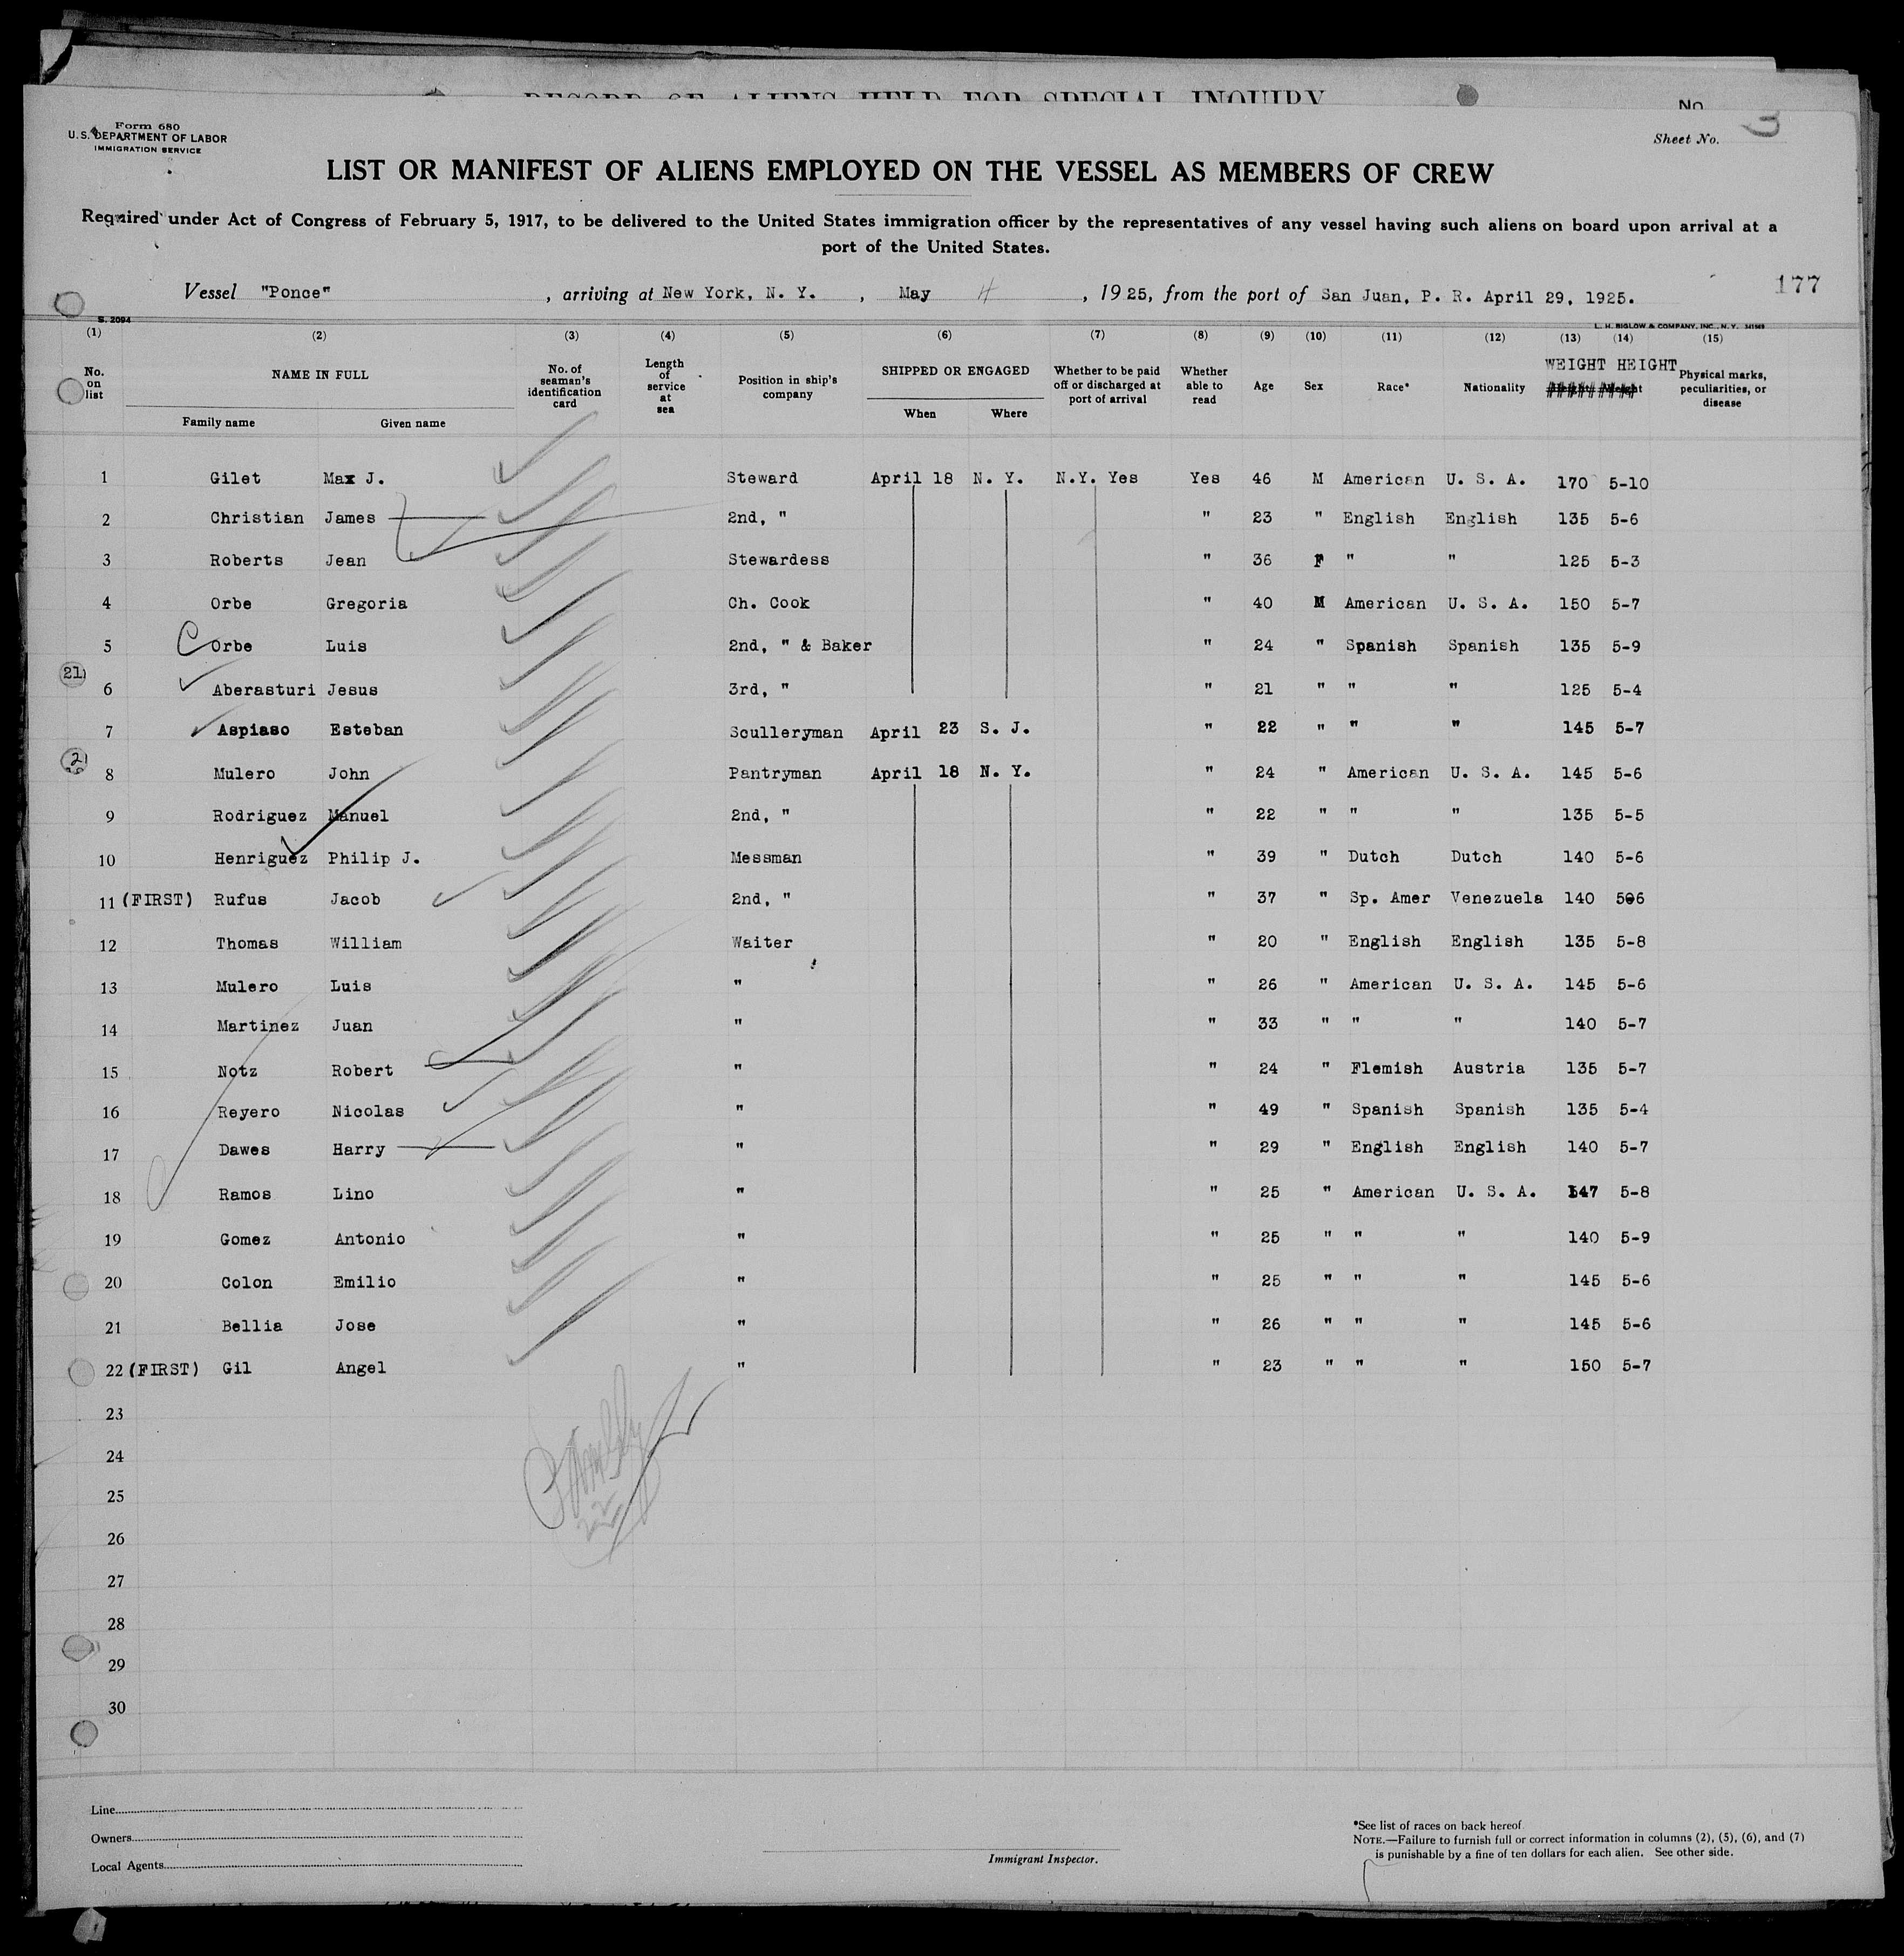 RECORD OF ALIENS HELD FOR SPECIAL INQUIRY
No
Form 680
U.S. DEPARTMENT OF LABOR
IMMIGRATION SERVICE
Sheet No. 3
LIST OR MANIFEST OF ALIENS EMPLOYED ON THE VESSEL AS MEMBERS OF CREW
Required under Act of Congress of February 5, 1917, to be delivered to the United States immigration officer by the representatives of any vessel having such aliens on board upon arrival at a
port of the United States.
177
Vessel "Ponce", arriving at New York, N. Y., May 4, 1925, from the port of San Juan, P. R. April 29, 1925.
S. 2094
L. H. BIGLOW & COMPANY, INC., N. Y.
(1) (2) (3) (4) (5) (6) (7) (8) (9) (10) (11) (12) (13) (14) (15)
No. on list NAME IN FULL No. of seaman's identification card Length of service at sea Position in ship's company SHIPPED OR ENGAGED Whether to be paid off or discharged at port of arrival Whether able to read Age Sex Race* Nationality WEIGHT HEIGHT Physical marks, peculiarities, or disease
Family name Given name When Where
1 Gilet Max J. Steward April 18 N. Y. N.Y. Yes Yes 46 M American U. S. A. 170 5-10
2 Christian James 2nd, " " 23 " English English 135 5-6
3 Roberts Jean Stewardess " 36 F " " 125 5-3
4 Orbe Gregoria Ch. Cook " 40 M American U. S. A. 150 5-7
5 Orbe Luis 2nd, " & Baker " 24 " Spanish Spanish 135 5-9
21
6 Aberasturi Jesus 3rd, " " 21 " " " 125 5-4
7 Aspiaso Esteban Sculleryman April 23 S. J. " 22 " " " 145 5-7
2
8 Mulero John Pantryman April 18 N. Y. " 24 " American U. S. A. 145 5-6
9 Rodriguez Manuel 2nd, " " 22 " " " 135 5-5
10 Henriguez Philip J. Messman " 39 " Dutch Dutch 140 5-6
11 (FIRST) Rufus Jacob 2nd, " " 37 " Sp. Amer Venezuela 140 506
12 Thomas William Waiter " 20 " English English 135 5-8
13 Mulero Luis " " 26 " American U. S. A. 145 5-6
14 Martinez Juan " " 33 " " " 140 5-7
15 Notz Robert " " 24 " Flemish Austria 135 5-7
16 Reyero Nicolas " " 49 " Spanish Spanish 135 5-4
17 Dawes Harry " " 29 " English English 140 5-7
18 Ramos Lino " " 25 " American U. S. A. 147 5-8
19 Gomez Antonio " " 25 " " " 140 5-9
20 Colon Emilio " " 25 " " " 145 5-6
21 Bellia Jose " " 26 " " " 145 5-6
22 (FIRST) Gil Angel " " 23 " " " 150 5-7
23
24
25
26
27
28
29
30
Line
Owners
Local Agents
Immigrant Inspector.
*See list of races on back hereof.
NOTE.—Failure to furnish full or correct information in columns (2), (5), (6), and (7)
is punishable by a fine of ten dollars for each alien. See other side.